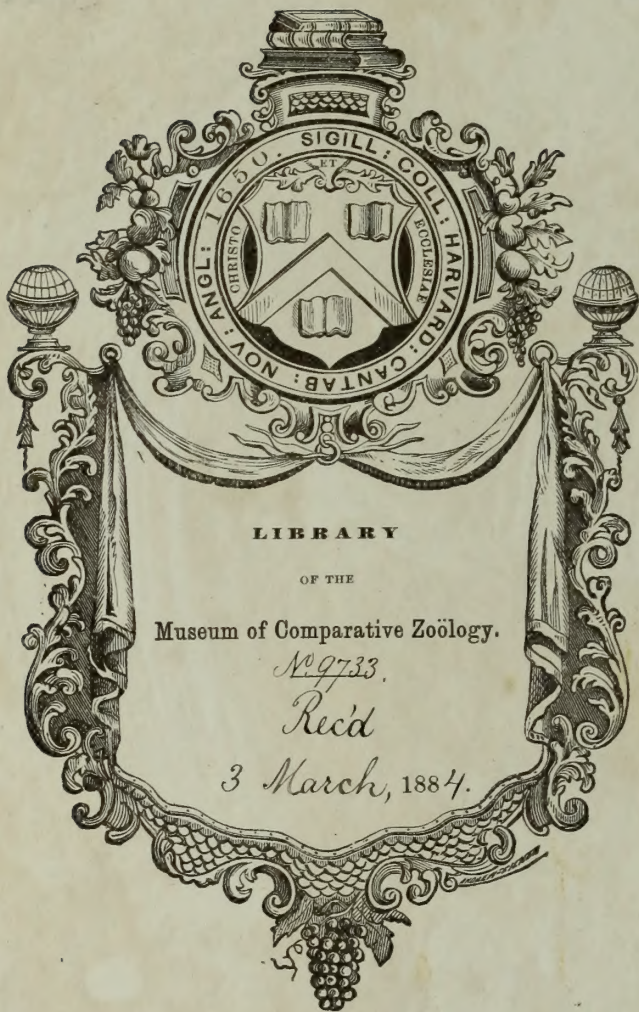 SIGILL: COLL: HARVARD: CANTAB: NOV: ANGL: 1650.
ET
CHRISTO
ECCLESIAE
LIBRARY
OF THE
Museum of Comparative Zoölogy.
No 9733.
Rec'd
3 March, 1884.